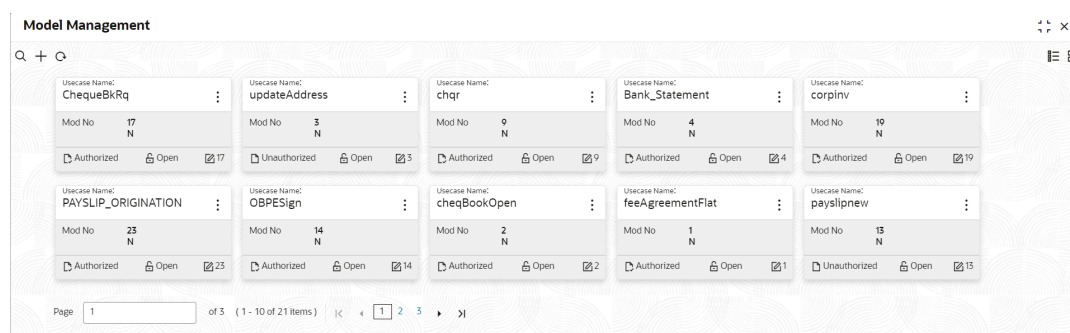 Model Management
Usecase Name:
ChequeBkRq
Mod No 17
N
Authorized Open 17
Usecase Name:
updateAddress
Mod No 3
N
Unauthorized Open 3
Usecase Name:
chqr
Mod No 9
N
Authorized Open 9
Usecase Name:
Bank_Statement
Mod No 4
N
Authorized Open 4
Usecase Name:
corpinv
Mod No 19
N
Authorized Open 19
Usecase Name:
PAYSLIP_ORIGINATION
Mod No 23
N
Authorized Open 23
Usecase Name:
OBPESign
Mod No 14
N
Authorized Open 14
Usecase Name:
cheqBookOpen
Mod No 2
N
Authorized Open 2
Usecase Name:
feeAgreementFlat
Mod No 1
N
Authorized Open 1
Usecase Name:
payslipnew
Mod No 13
N
Unauthorized Open 13
Page 1 of 3 (1 - 10 of 21 items) 1 2 3